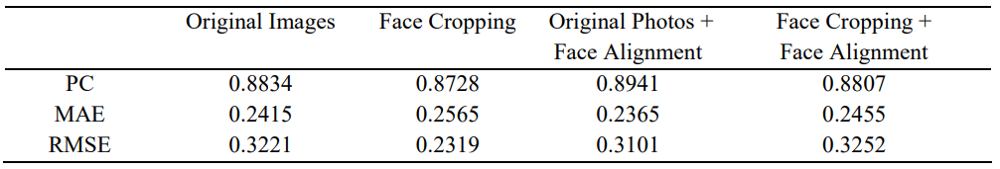 Original Images Face Cropping Original Photos + Face Cropping +
Face Alignment Face Alignment
PC 0.8834 0.8728 0.8941 0.8807
MAE 0.2415 0.2565 0.2365 0.2455
RMSE 0.3221 0.2319 0.3101 0.3252